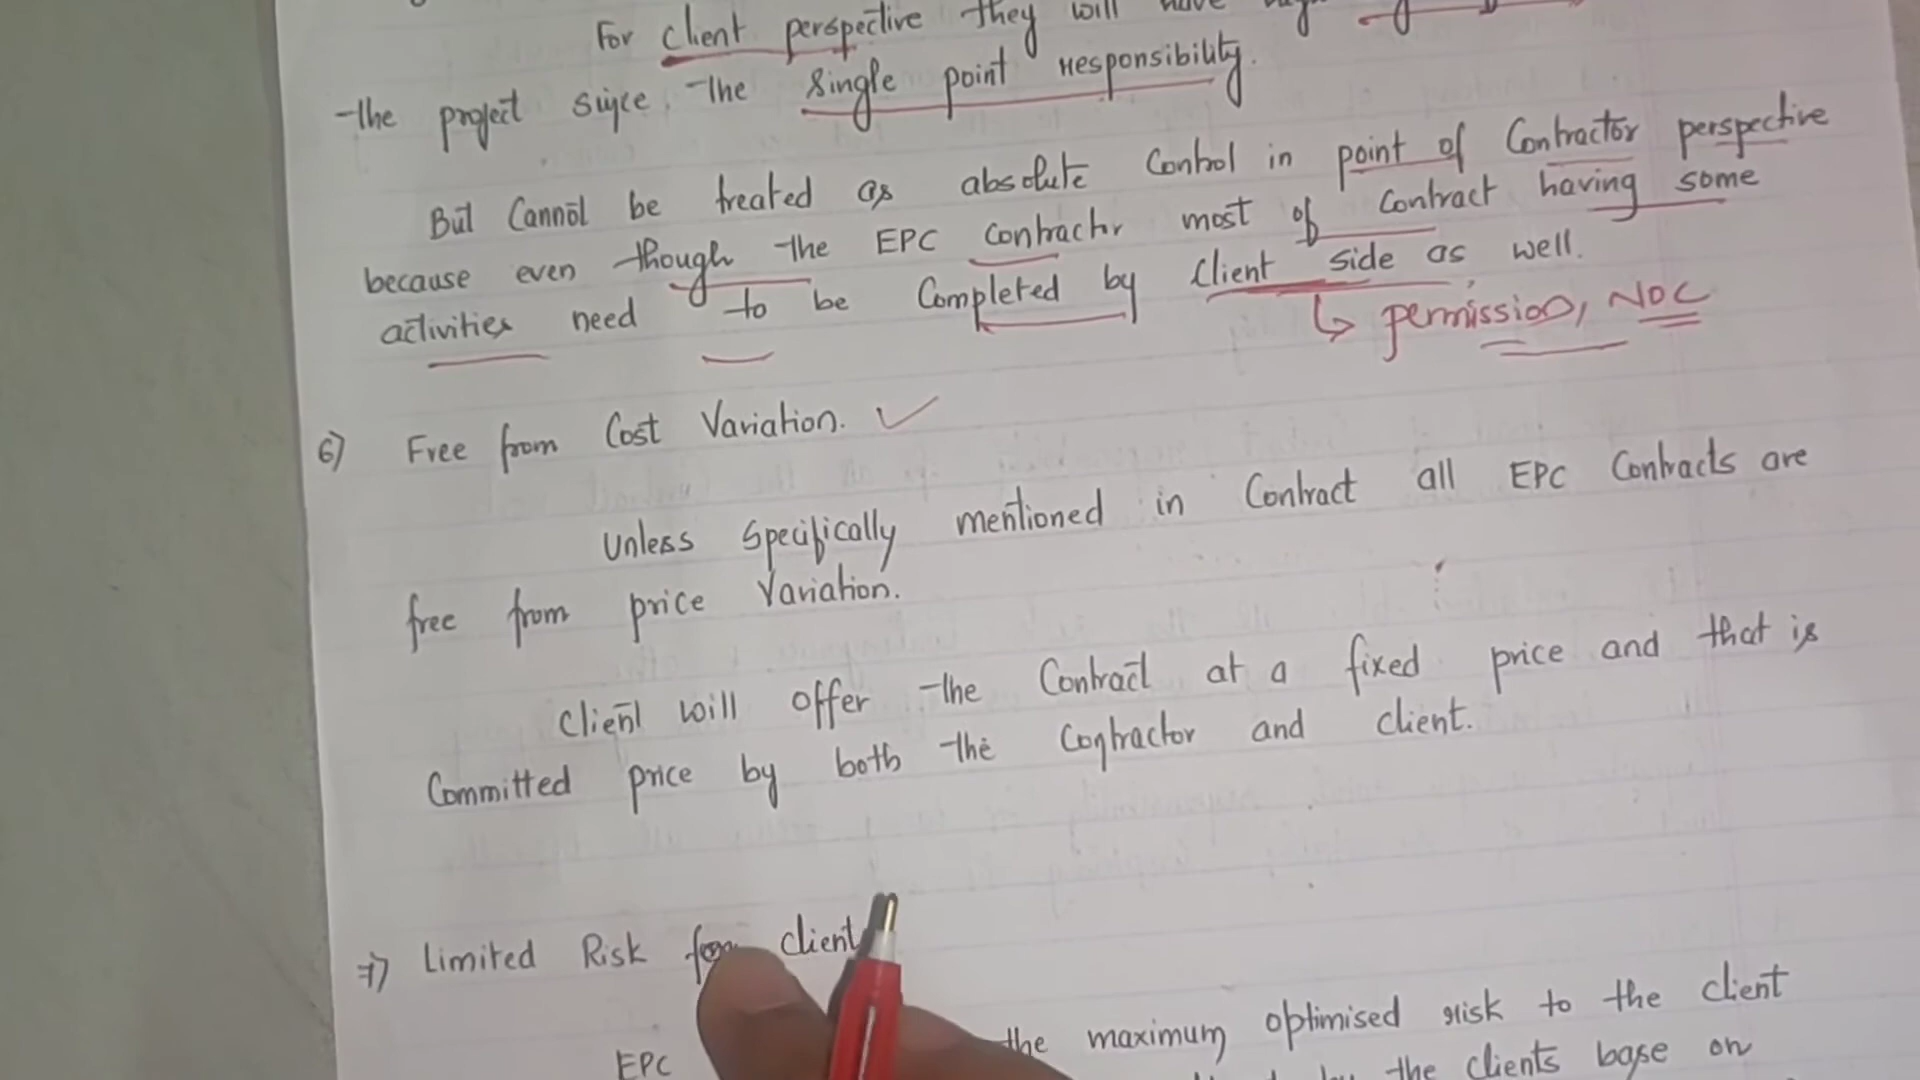 For client perspective they will have
the project since the single point responsibility.
But Cannot be treated as absolute Control in point of Contractor perspective
because even though the EPC contractor most of contract having some
activities need to be Completed by Client side as well.
↳ permission, NOC
6) Free from Cost Variation. ✓
Unless Specifically mentioned in Contract all EPC Contracts are
free from price Variation.
Client will offer the Contract at a fixed price and that is
Committed price by both the Contractor and client.
7) Limited Risk client
EPC the maximum optimised risk to the client
the clients base on